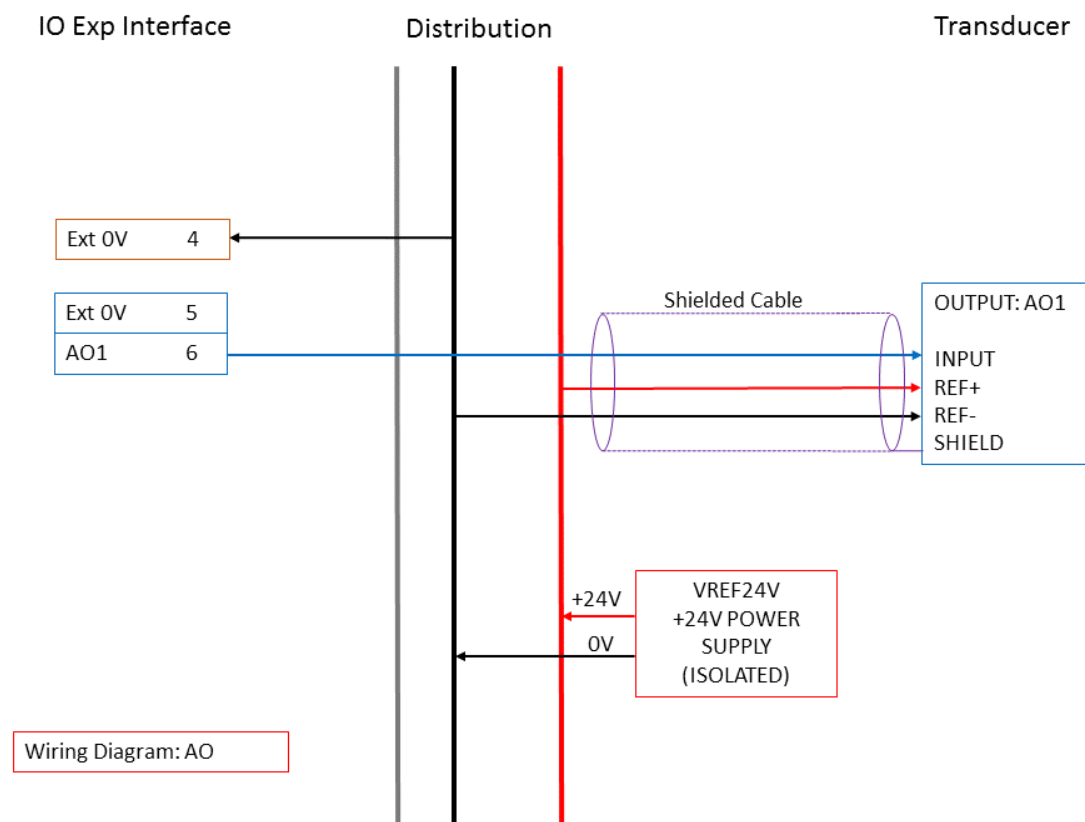 IO Exp Interface
Distribution
Transducer
Ext 0V 4
Ext 0V 5
AO1 6
Shielded Cable
OUTPUT: AO1
INPUT
REF+
REF-
SHIELD
+24V
0V
VREF24V
+24V POWER
SUPPLY
(ISOLATED)
Wiring Diagram: AO